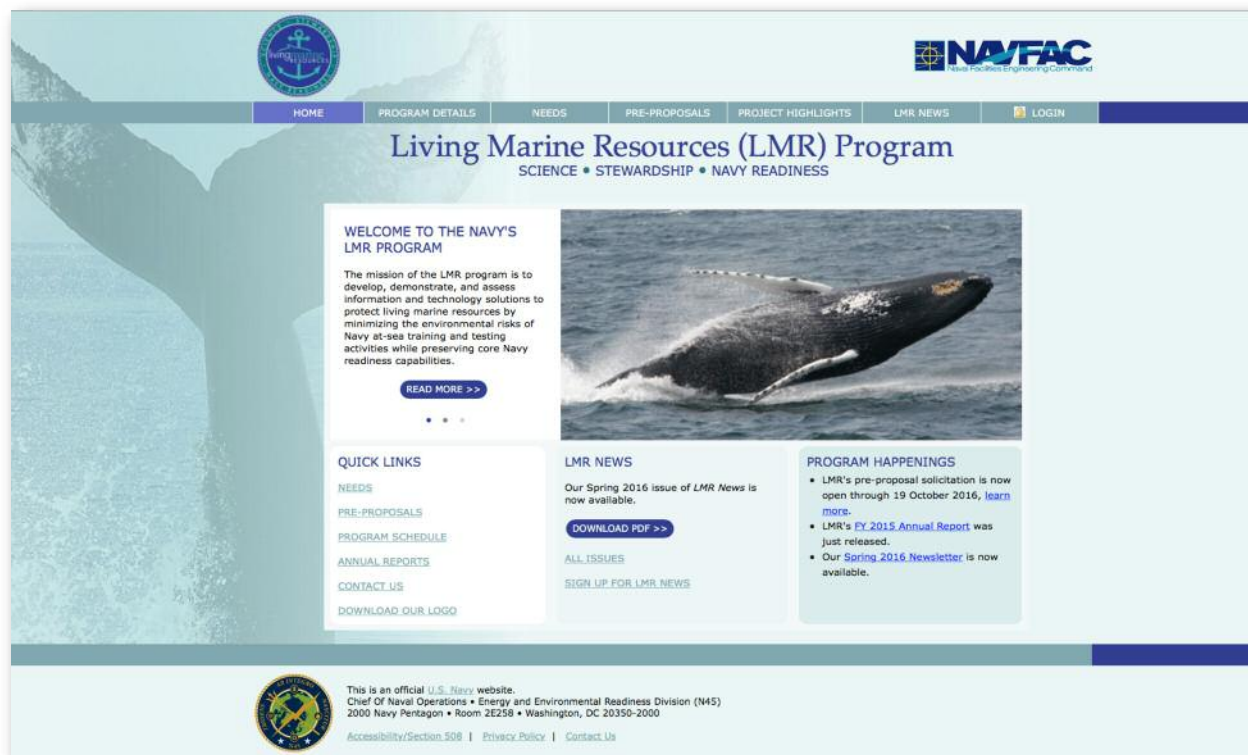 living marine
RESOURCES
NAVFAC
Naval Facilities Engineering Command
HOME
PROGRAM DETAILS
NEEDS
PRE-PROPOSALS
PROJECT HIGHLIGHTS
LMR NEWS
LOGIN
Living Marine Resources (LMR) Program
SCIENCE • STEWARDSHIP • NAVY READINESS
WELCOME TO THE NAVY'S
LMR PROGRAM
The mission of the LMR program is to
develop, demonstrate, and assess
information and technology solutions to
protect living marine resources by
minimizing the environmental risks of
Navy at-sea training and testing
activities while preserving core Navy
readiness capabilities.
READ MORE >>
QUICK LINKS
NEEDS
PRE-PROPOSALS
PROGRAM SCHEDULE
ANNUAL REPORTS
CONTACT US
DOWNLOAD OUR LOGO
LMR NEWS
Our Spring 2016 issue of LMR News is
now available.
DOWNLOAD PDF >>
ALL ISSUES
SIGN UP FOR LMR NEWS
PROGRAM HAPPENINGS
• LMR's pre-proposal solicitation is now
open through 19 October 2016, learn
more.
• LMR's FY 2015 Annual Report was
just released.
• Our Spring 2016 Newsletter is now
available.
This is an official U.S. Navy website.
Chief Of Naval Operations • Energy and Environmental Readiness Division (N45)
2000 Navy Pentagon • Room 2E258 • Washington, DC 20350-2000
Accessibility/Section 508 | Privacy Policy | Contact Us